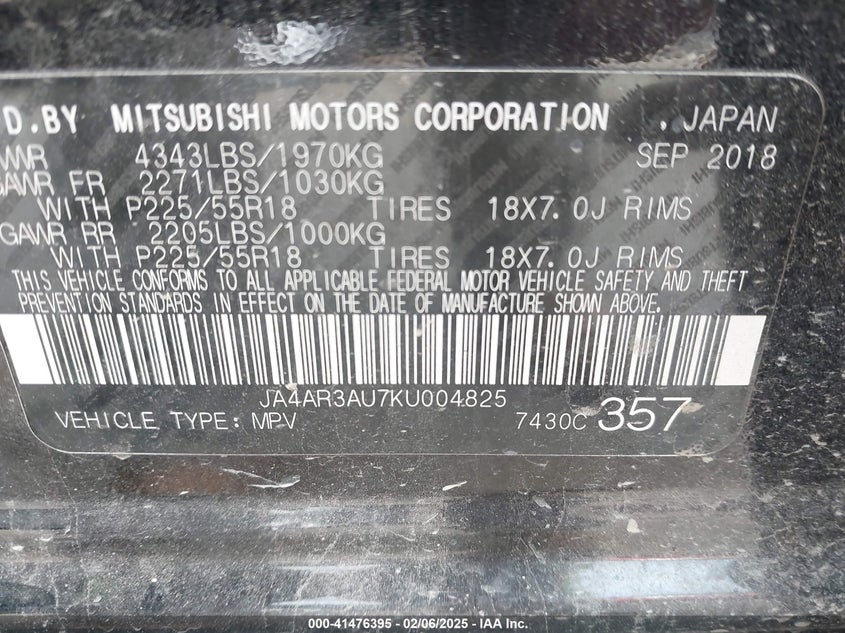 D.BY MITSUBISHI MOTORS CORPORATION . JAPAN
4343LBS/1970KG SEP 2018
GAWR FR 2271LBS/1030KG
WITH P225/55R18 TIRES 18X7.0J RIMS
GAWR RR 2205LBS/1000KG
WITH P225/55R18 TIRES 18X7.0J RIMS
THIS VEHICLE CONFORMS TO ALL APPLICABLE FEDERAL MOTOR VEHICLE SAFETY AND THEFT
PREVENTION STANDARDS IN EFFECT ON THE DATE OF MANUFACTURE SHOWN ABOVE.
JA4AR3AU7KU004825
VEHICLE TYPE: MPV 7430C 357
000-41476395 - 02/06/2025 - IAA Inc.